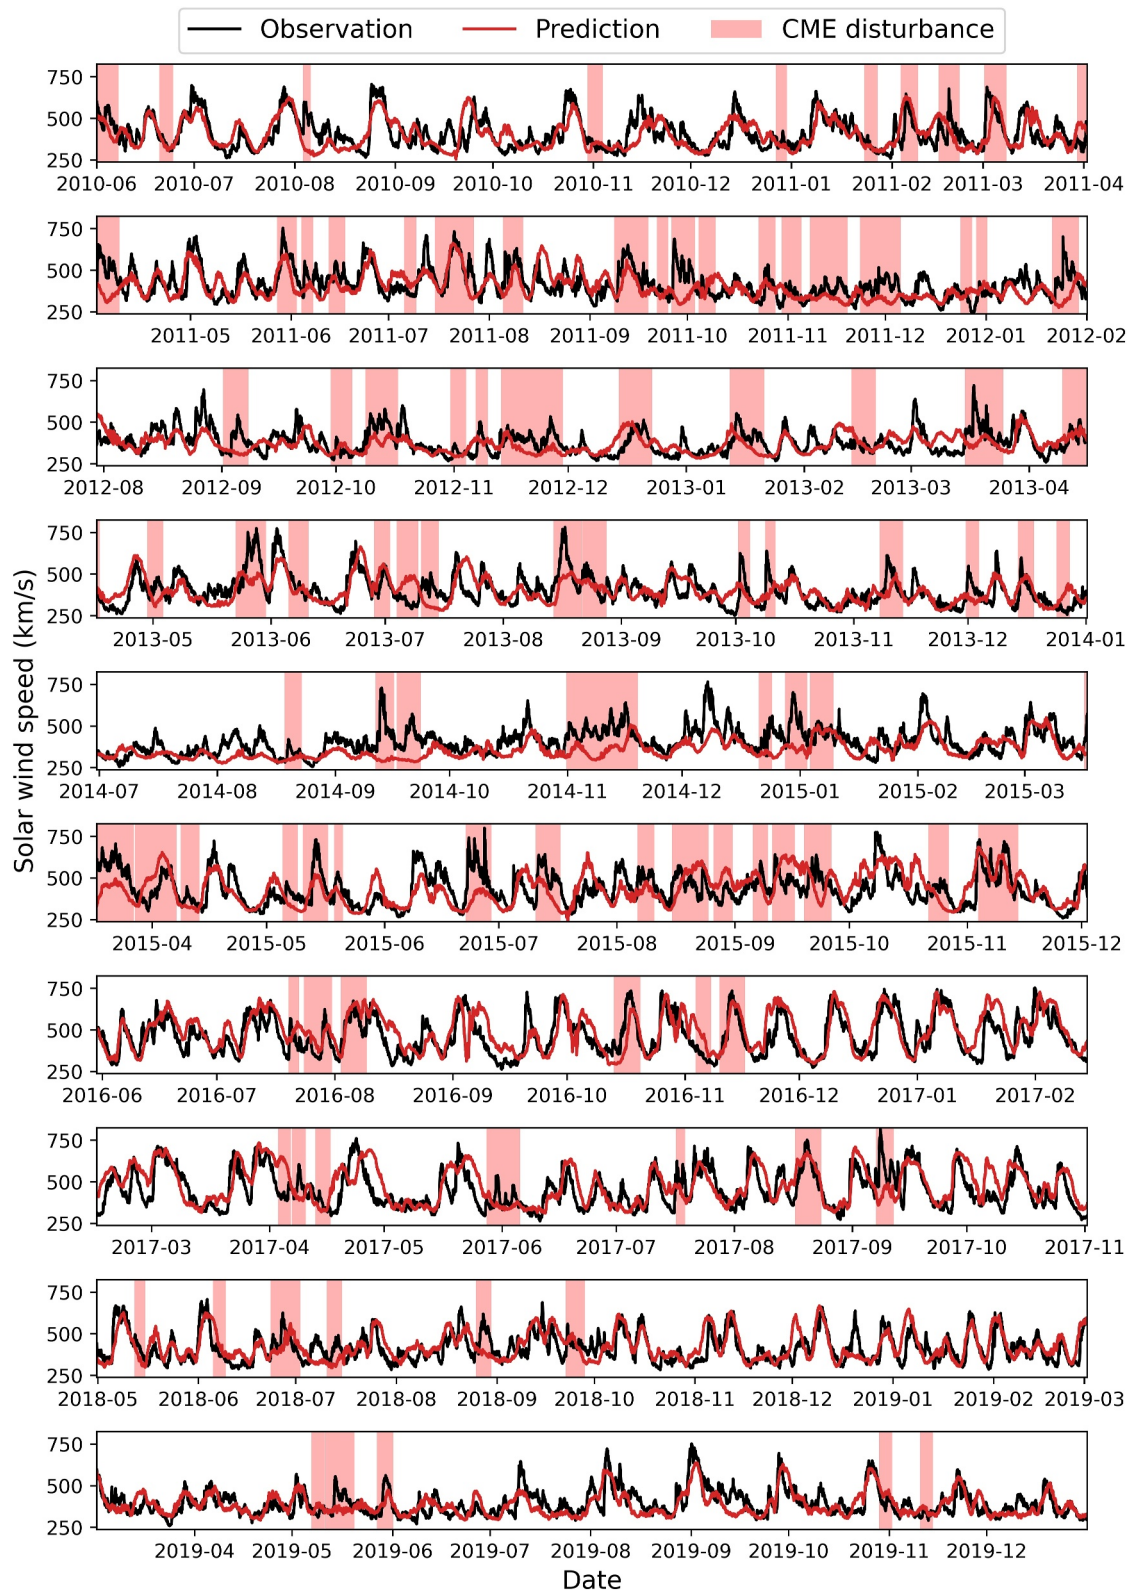 Observation Prediction CME disturbance
750
500
250
2010-06 2010-07 2010-08 2010-09 2010-10 2010-11 2010-12 2011-01 2011-02 2011-03 2011-04
750
500
250
2011-05 2011-06 2011-07 2011-08 2011-09 2011-10 2011-11 2011-12 2012-01 2012-02
750
500
250
2012-08 2012-09 2012-10 2012-11 2012-12 2013-01 2013-02 2013-03 2013-04
750
500
250
2013-05 2013-06 2013-07 2013-08 2013-09 2013-10 2013-11 2013-12 2014-01
Solar wind speed (km/s)
750
500
250
2014-07 2014-08 2014-09 2014-10 2014-11 2014-12 2015-01 2015-02 2015-03
750
500
250
2015-04 2015-05 2015-06 2015-07 2015-08 2015-09 2015-10 2015-11 2015-12
750
500
250
2016-06 2016-07 2016-08 2016-09 2016-10 2016-11 2016-12 2017-01 2017-02
750
500
250
2017-03 2017-04 2017-05 2017-06 2017-07 2017-08 2017-09 2017-10 2017-11
750
500
250
2018-05 2018-06 2018-07 2018-08 2018-09 2018-10 2018-11 2018-12 2019-01 2019-02 2019-03
750
500
250
2019-04 2019-05 2019-06 2019-07 2019-08 2019-09 2019-10 2019-11 2019-12
Date